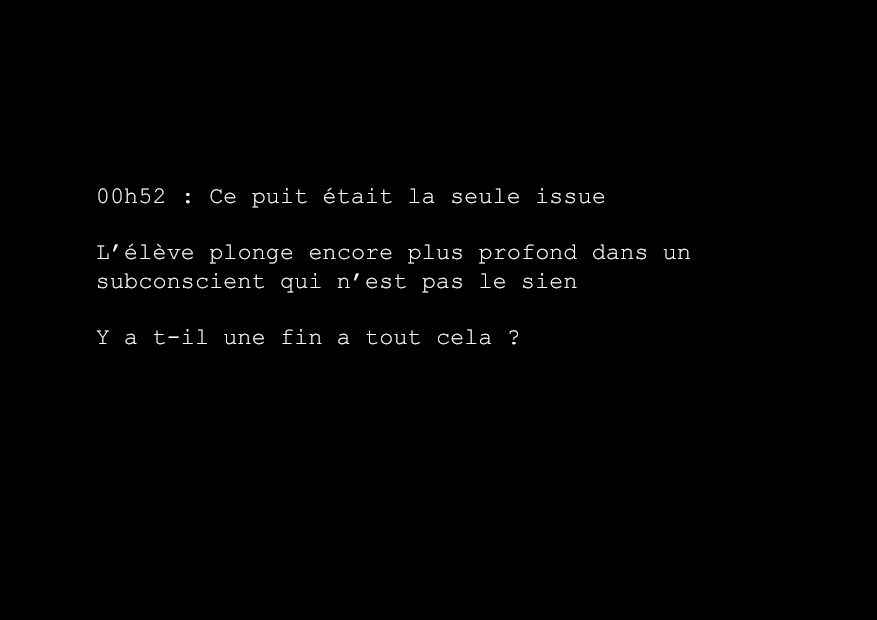 00h52 : Ce puit était la seule issue
L’élève plonge encore plus profond dans un
subconscient qui n’est pas le sien
Y a t-il une fin a tout cela ?